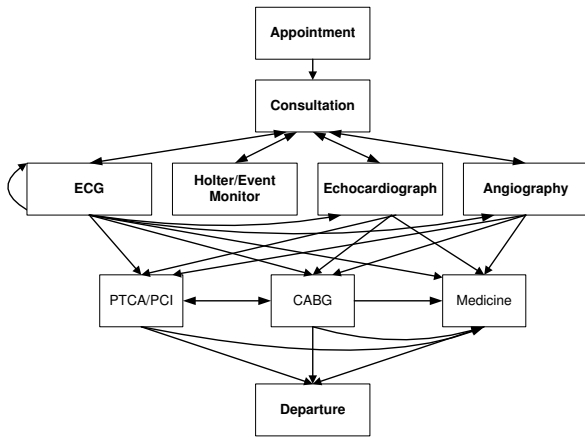 Appointment
Consultation
ECG
Holter/Event
Monitor
Echocardiograph
Angiography
PTCA/PCI
CABG
Medicine
Departure